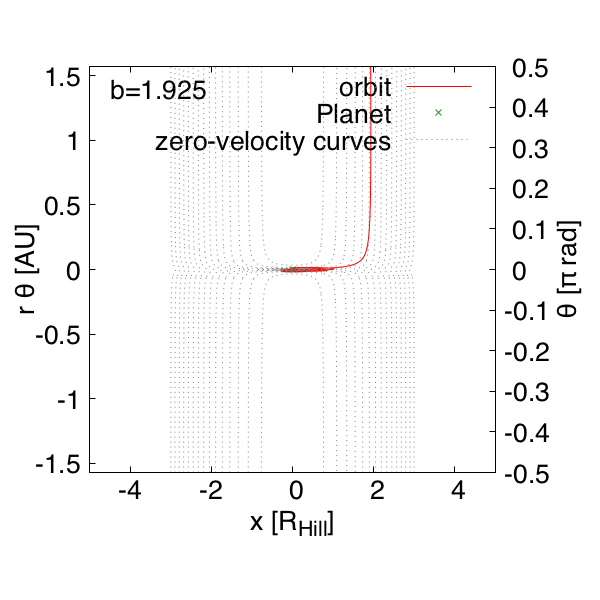 b=1.925
orbit
Planet
zero-velocity curves
1.5
1
0.5
0
-0.5
-1
-1.5
r θ [AU]
0.5
0.4
0.3
0.2
0.1
0
-0.1
-0.2
-0.3
-0.4
-0.5
θ [π rad]
-4 -2 0 2 4
x [R_Hill]